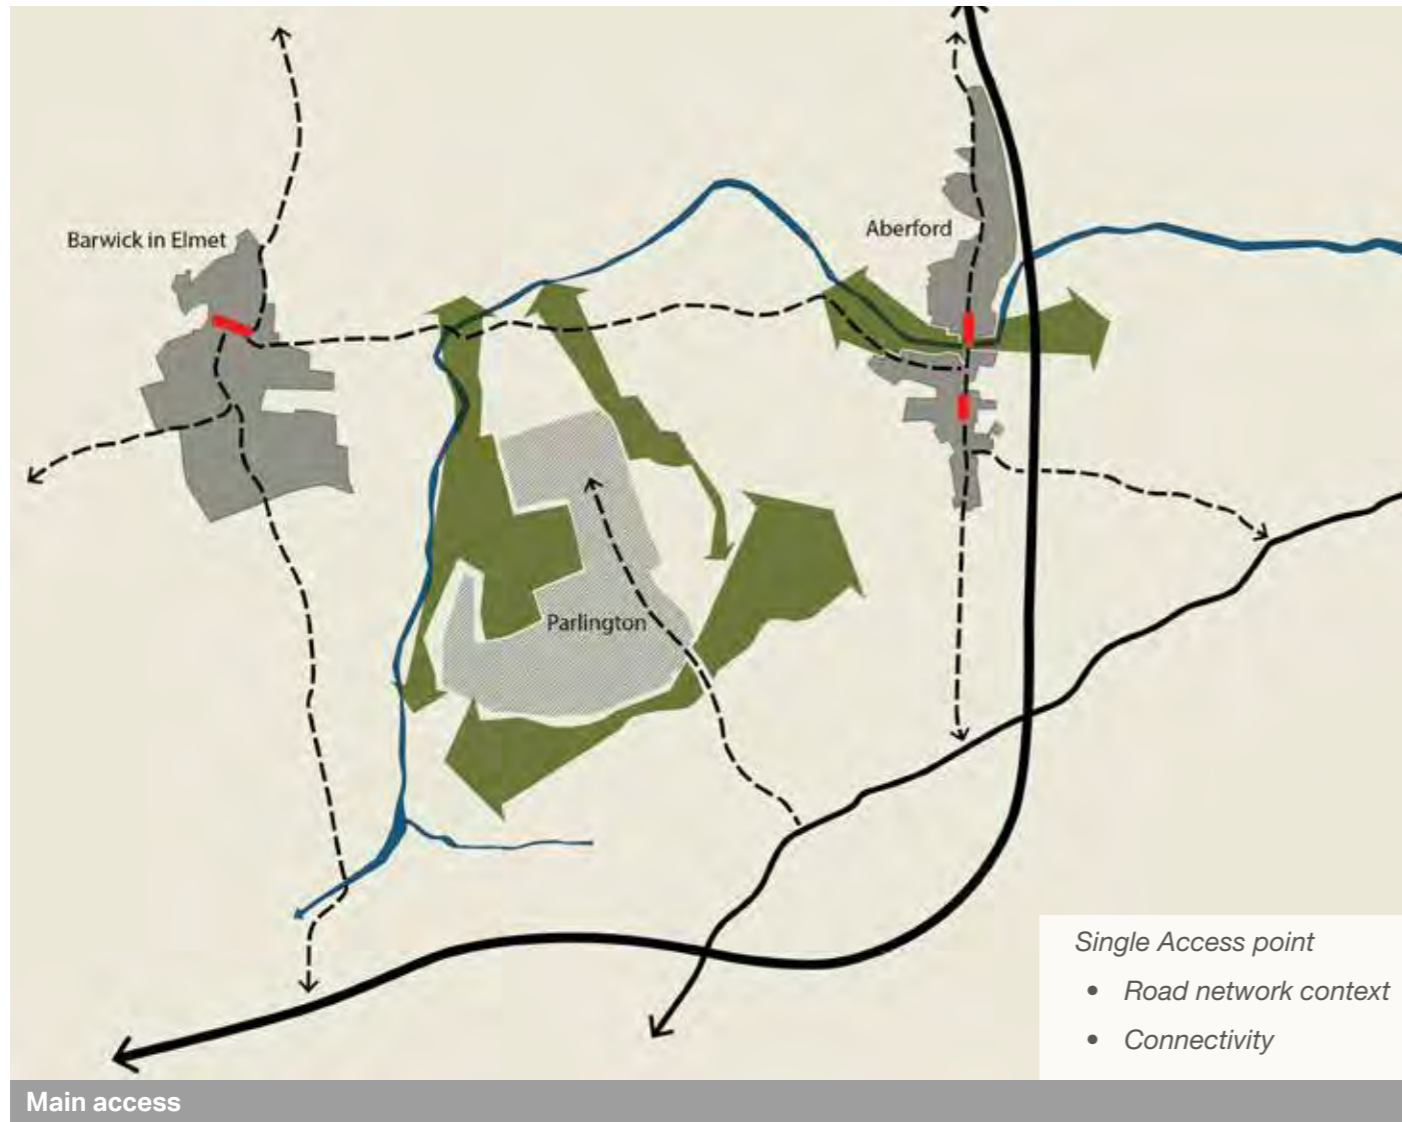 Barwick in Elmet
Aberford
Parlington
Single Access point
• Road network context
• Connectivity
Main access